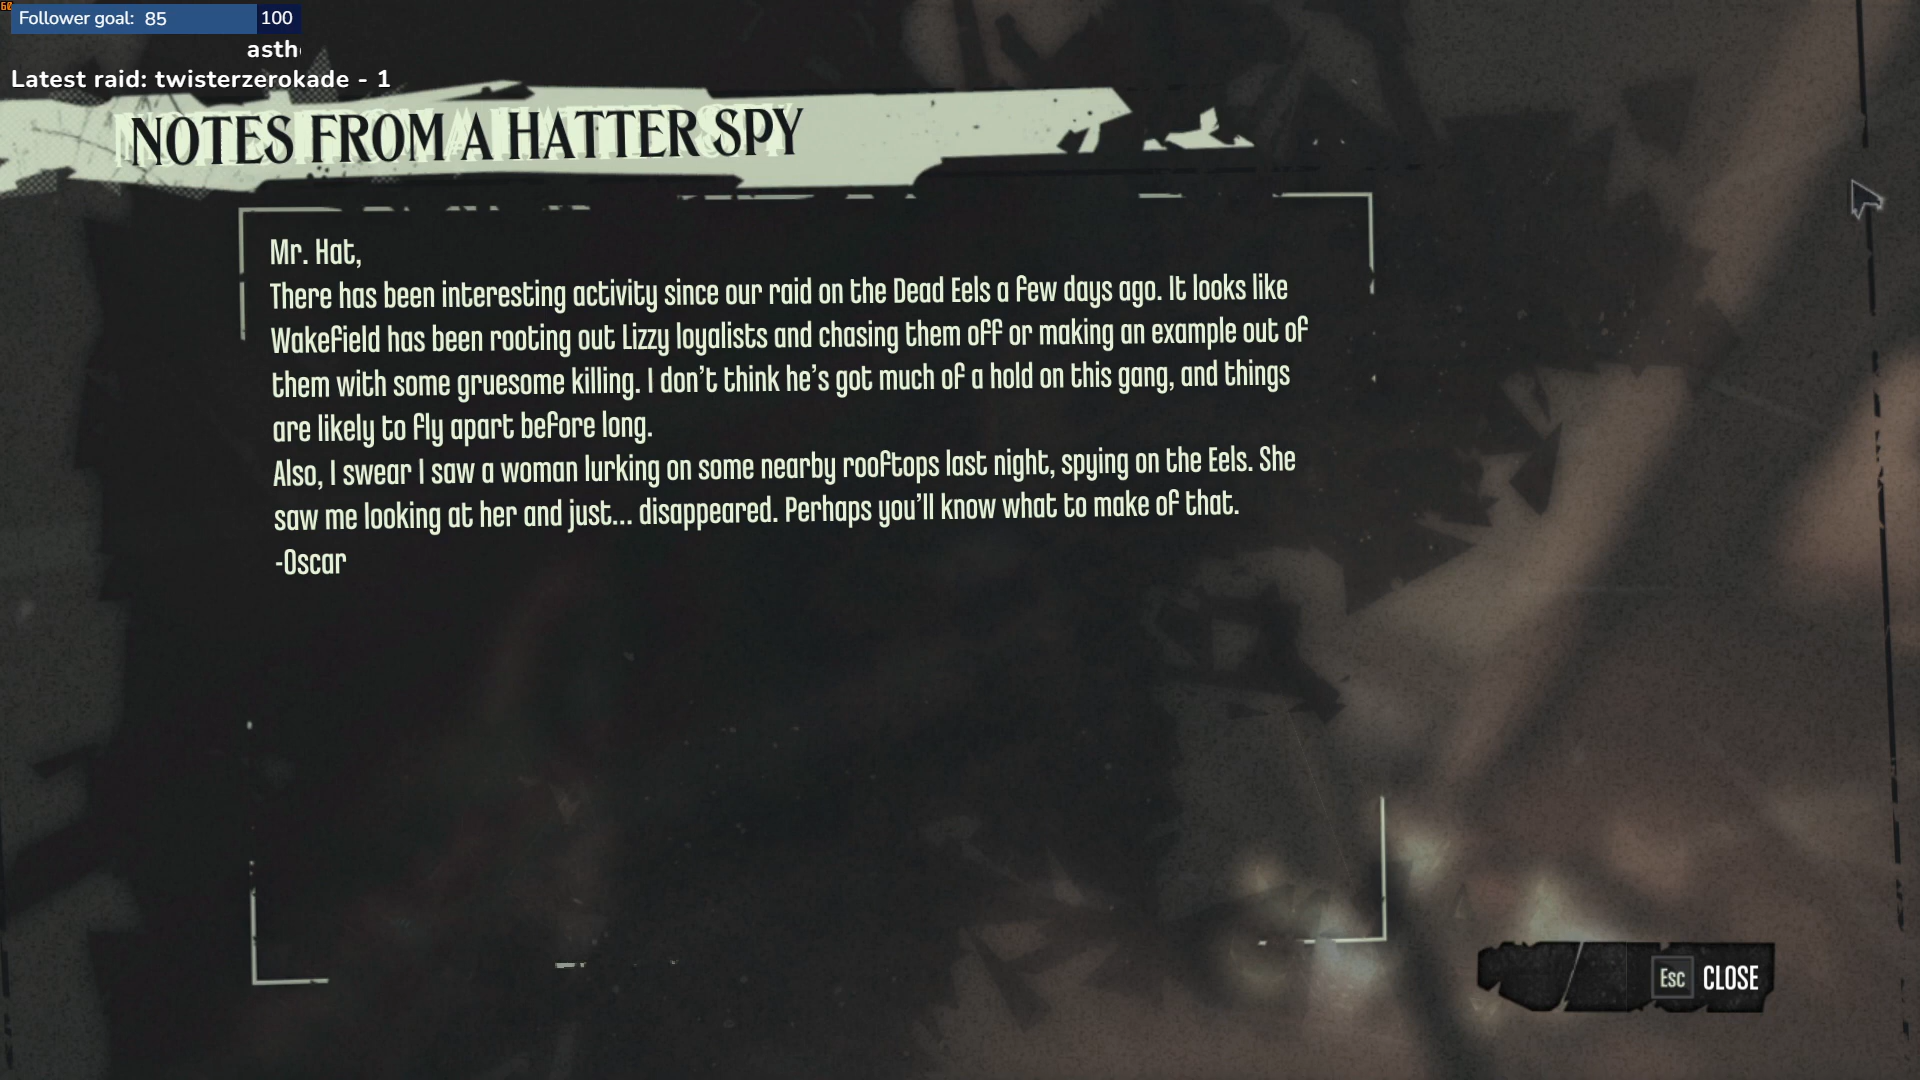 60
Follower goal: 85 100
asth
Latest raid: twisterzerokade - 1
NOTES FROM A HATTER SPY
Mr. Hat,
There has been interesting activity since our raid on the Dead Eels a few days ago. It looks like
Wakefield has been rooting out Lizzy loyalists and chasing them off or making an example out of
them with some gruesome killing. I don't think he's got much of a hold on this gang, and things
are likely to fly apart before long.
Also, I swear I saw a woman lurking on some nearby rooftops last night, spying on the Eels. She
saw me looking at her and just... disappeared. Perhaps you'll know what to make of that.
-Oscar
Esc CLOSE